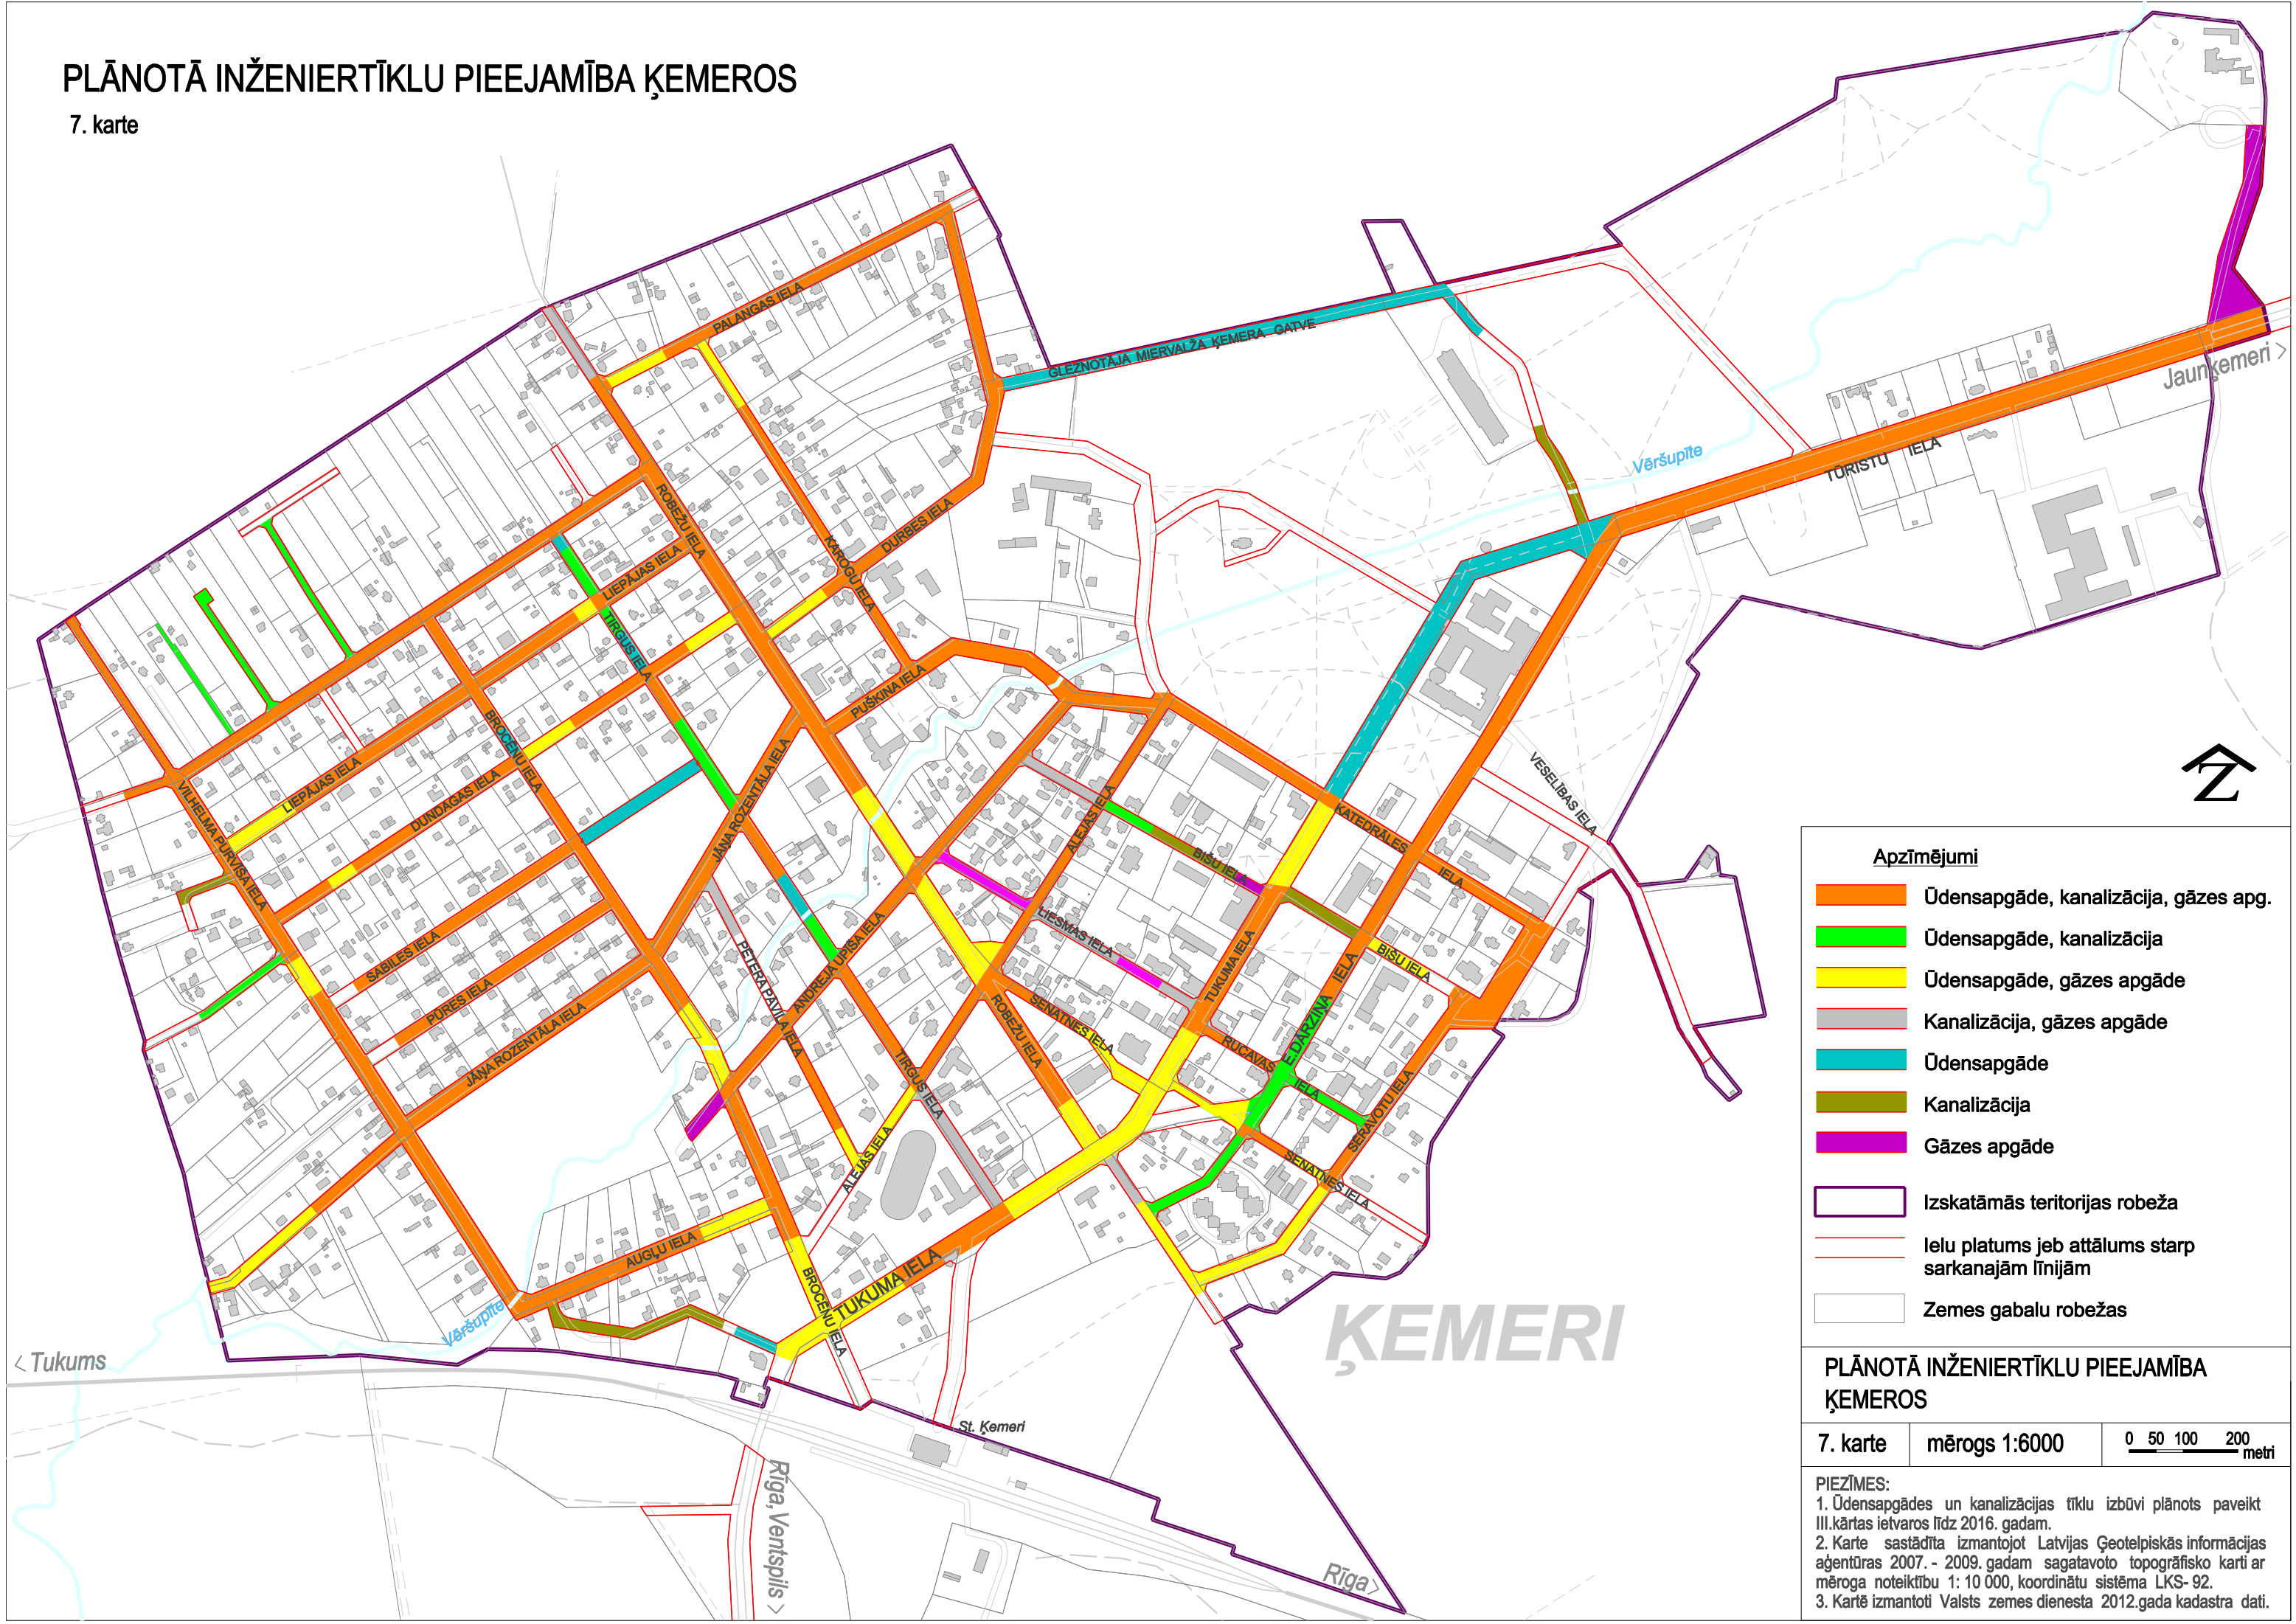 PLĀNOTĀ INŽENIERTĪKLU PIEEJAMĪBA ĶEMEROS
7. karte
PALANGAS IELA
GLEZNOTĀJA MIERVALŽA ĶEMERA GATVE
Jaunķemeri >
TŪRISTU IELA
Vēršupīte
ROBEŽU IELA
DURBES IELA
KAROGU IELA
LIEPĀJAS IELA
TIRGUS IELA
PUŠKINA IELA
BROCĒNU IELA
JĀŅA ROZENTĀLA IELA
VILHELMA PURVĪŠA IELA
LIEPĀJAS IELA
DUNDAGAS IELA
VESELĪBAS IELA
KATEDRĀLES IELA
ALEJAS IELA
BIŠU IELA
BIŠU IELA
LIESMAS IELA
TUKUMA IELA
E.DĀRZIŅA IELA
SABILES IELA
PŪRES IELA
JĀŅA ROZENTĀLA IELA
PĒTERA PĀVILA IELA
ANDREJA UPĪŠA IELA
SENATNES IELA
ROBEŽU IELA
RUCAVAS IELA
SĒRAVOTU IELA
TIRGUS IELA
ALEJAS IELA
SENATNES IELA
AUGĻU IELA
BROCĒNU IELA
TUKUMA IELA
Vēršupīte
ĶEMERI
< Tukums
St. Ķemeri
Rīga, Ventspils >
Rīga >
Z
Apzīmējumi
Ūdensapgāde, kanalizācija, gāzes apg.
Ūdensapgāde, kanalizācija
Ūdensapgāde, gāzes apgāde
Kanalizācija, gāzes apgāde
Ūdensapgāde
Kanalizācija
Gāzes apgāde
Izskatāmās teritorijas robeža
Ielu platums jeb attālums starp
sarkanajām līnijām
Zemes gabalu robežas
PLĀNOTĀ INŽENIERTĪKLU PIEEJAMĪBA
ĶEMEROS
7. karte mērogs 1:6000 0 50 100 200 metri
PIEZĪMES:
1. Ūdensapgādes un kanalizācijas tīklu izbūvi plānots paveikt
III.kārtas ietvaros līdz 2016. gadam.
2. Karte sastādīta izmantojot Latvijas Ģeotelpiskās informācijas
aģentūras 2007. - 2009. gadam sagatavoto topogrāfisko karti ar
mēroga noteiktību 1: 10 000, koordinātu sistēma LKS- 92.
3. Kartē izmantoti Valsts zemes dienesta 2012.gada kadastra dati.